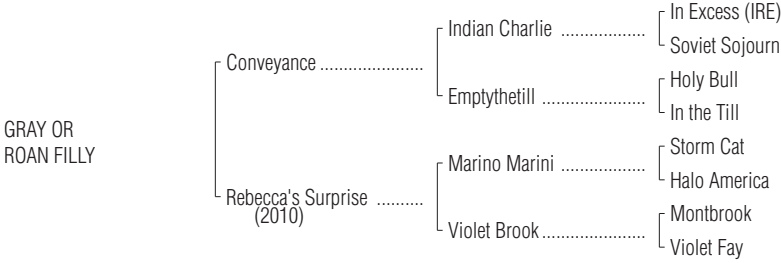 In Excess (IRE)
Indian Charlie ...................
Soviet Sojourn
Conveyance ......................
Holy Bull
Emptythetill .......................
In the Till
GRAY OR
ROAN FILLY
Storm Cat
Marino Marini ...................
Halo America
Rebecca's Surprise ..........
(2010)
Montbrook
Violet Brook .......................
Violet Fay